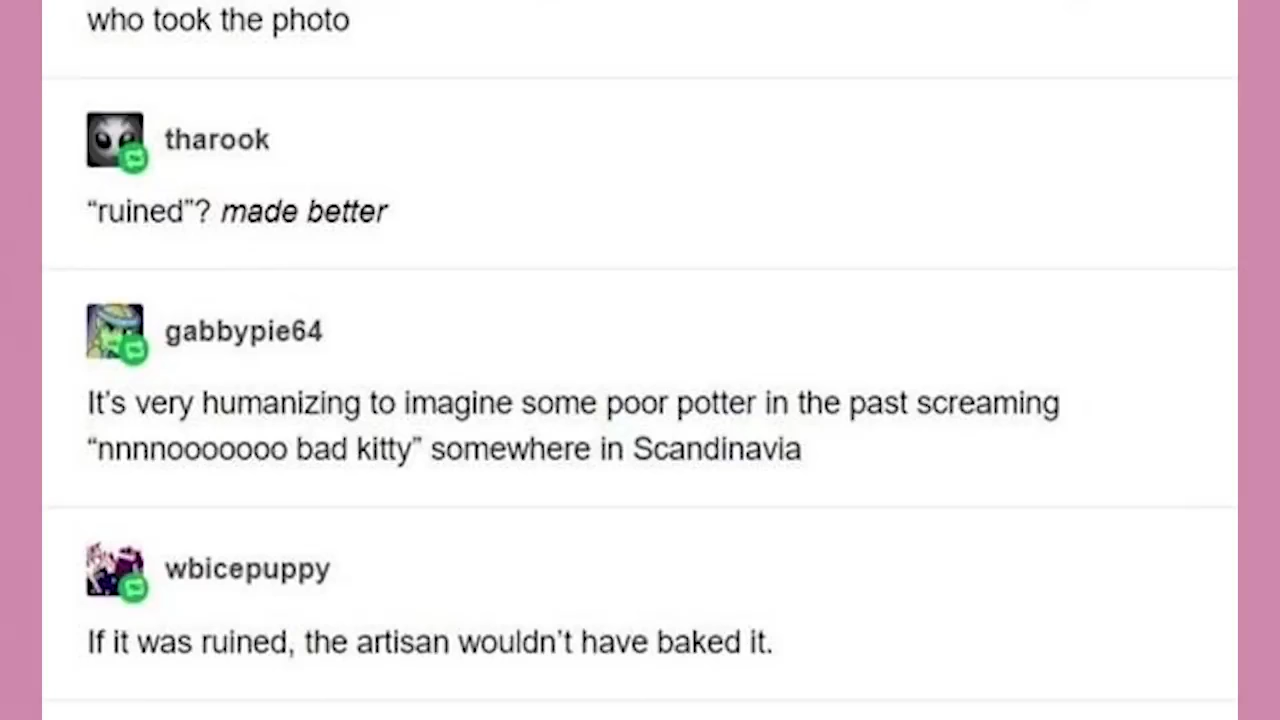 who took the photo
tharook
“ruined”? made better
gabbypie64
It’s very humanizing to imagine some poor potter in the past screaming
“nnnnooooooo bad kitty” somewhere in Scandinavia
wbicepuppy
If it was ruined, the artisan wouldn’t have baked it.